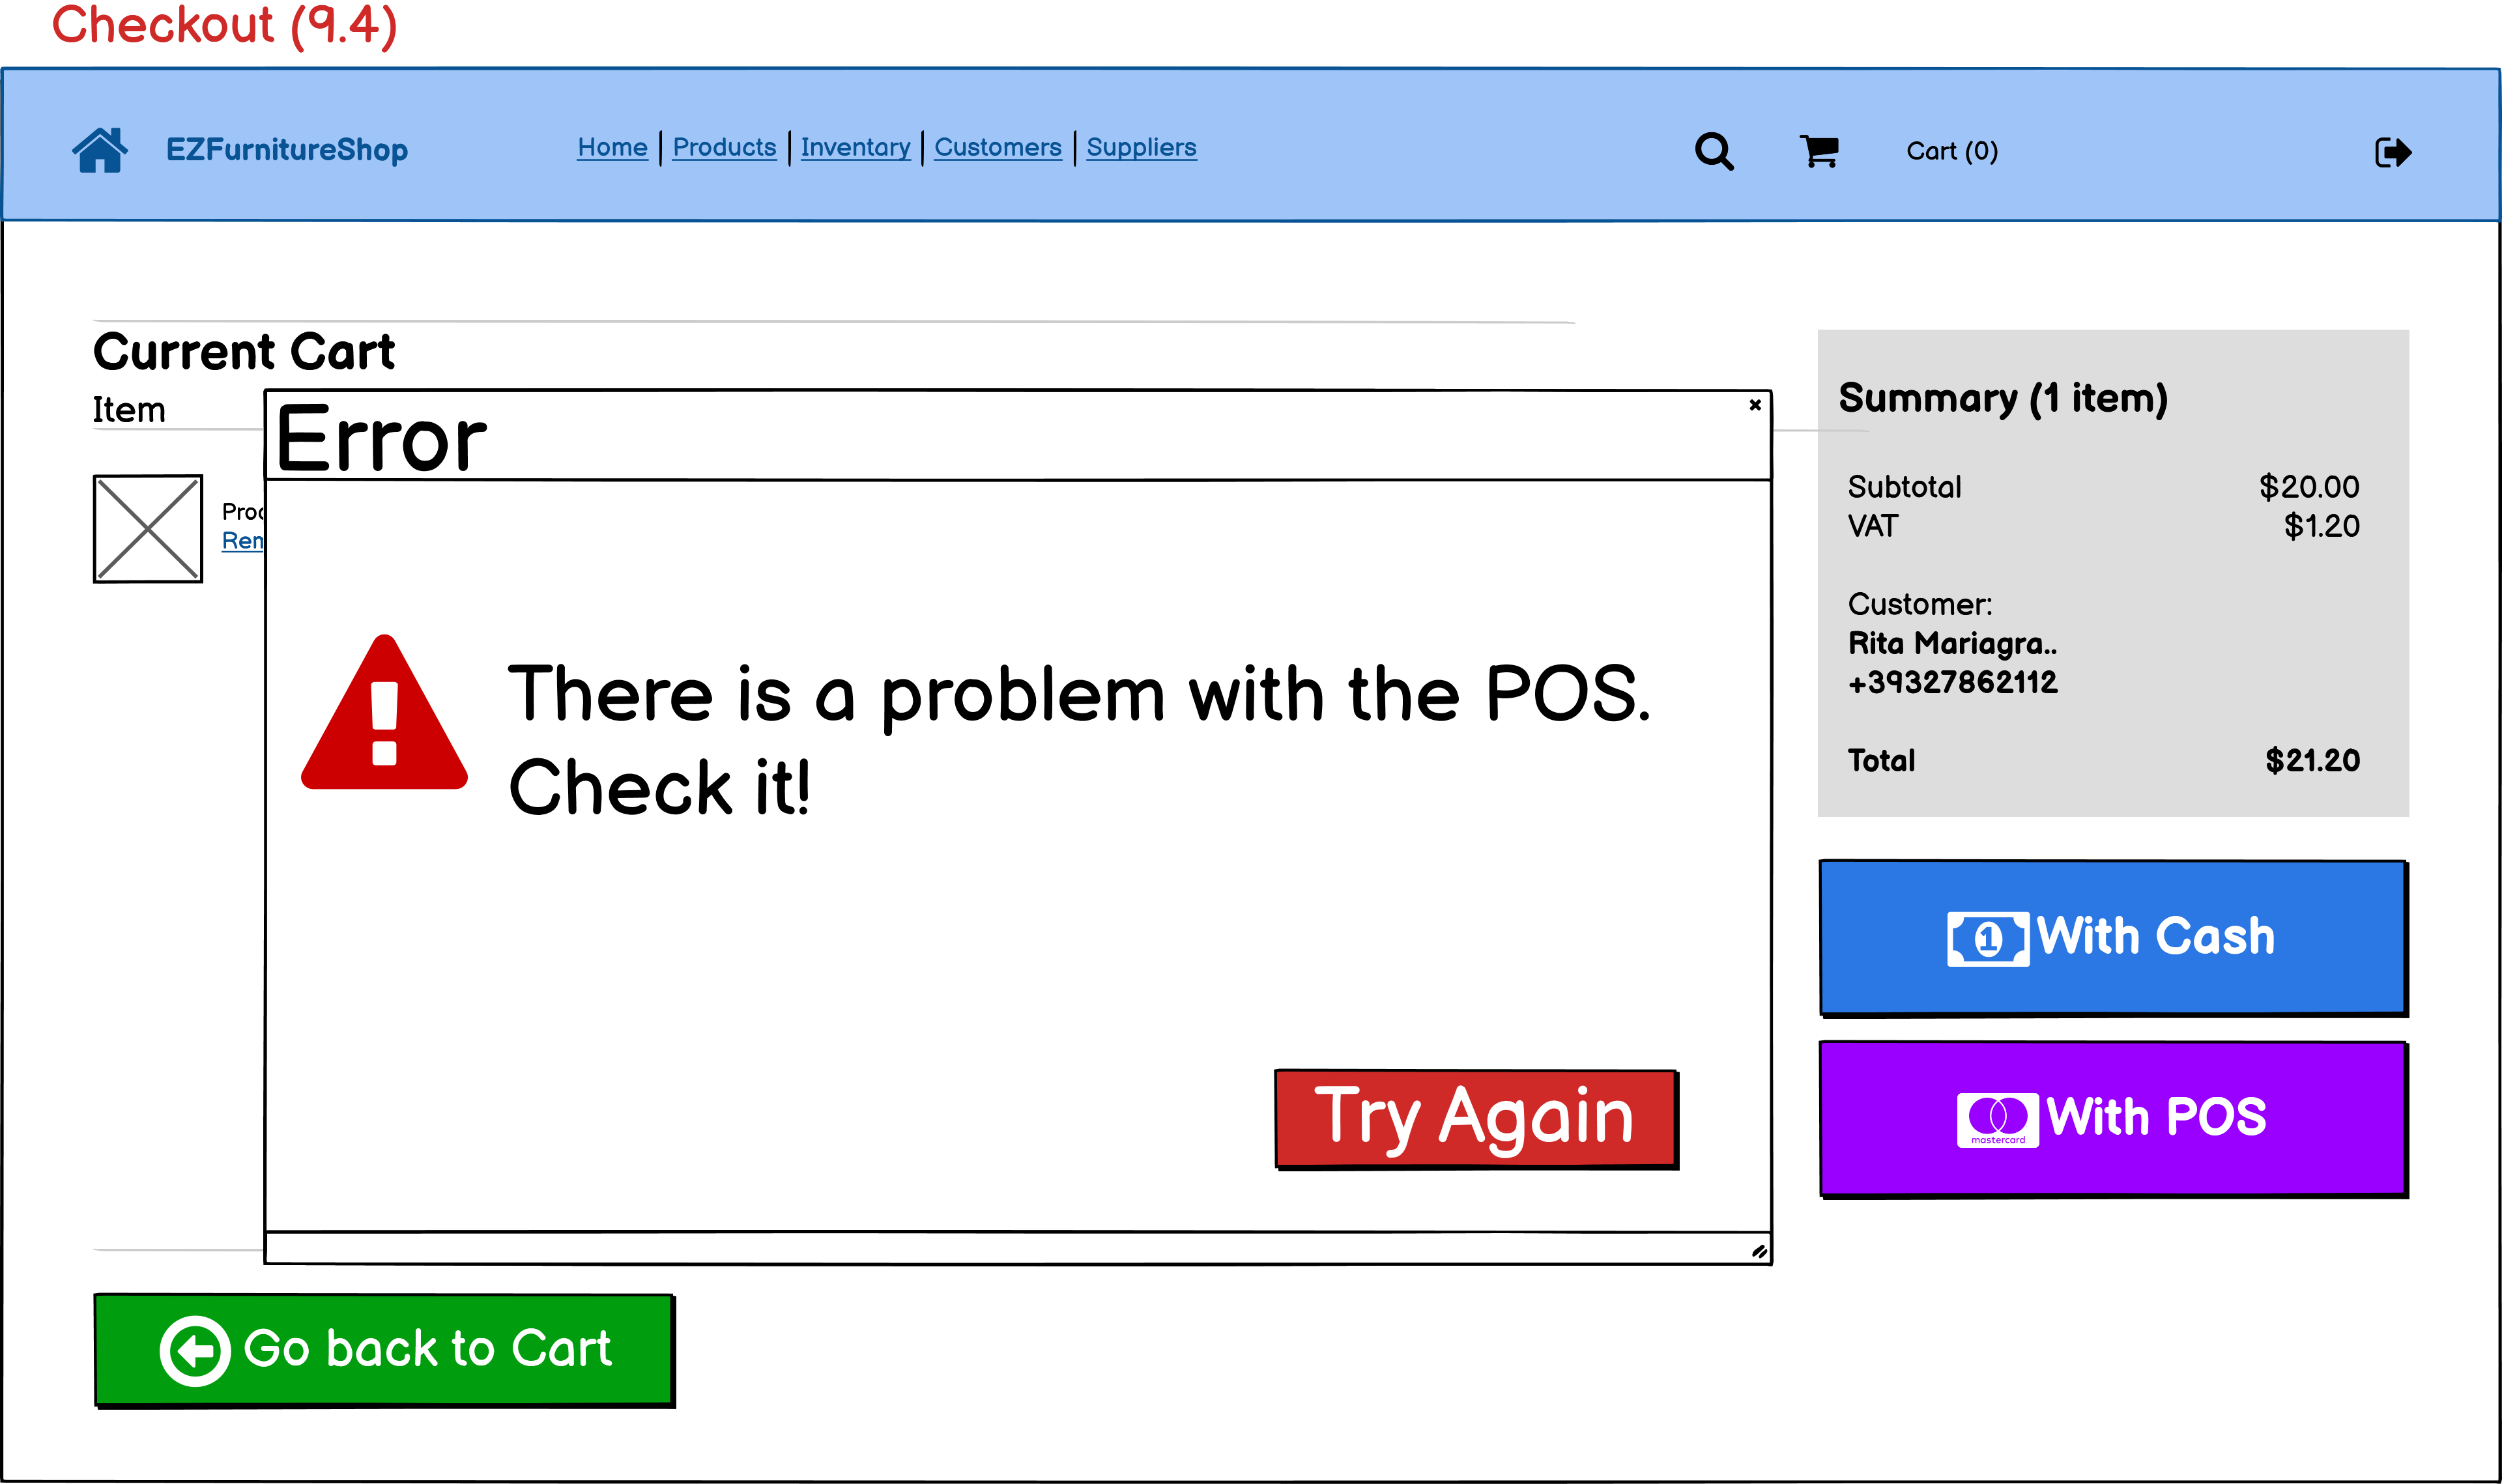 Checkout (9.4)
EZFurnitureShop
Home | Products | Inventory | Customers | Suppliers
Cart (0)
Current Cart
Item
Error
There is a problem with the POS.
Check it!
Try Again
Summary (1 item)
Subtotal $20.00
VAT $1.20
Customer:
Rita Mariagra..
+39327862112
Total $21.20
1 With Cash
mastercard With POS
Go back to Cart